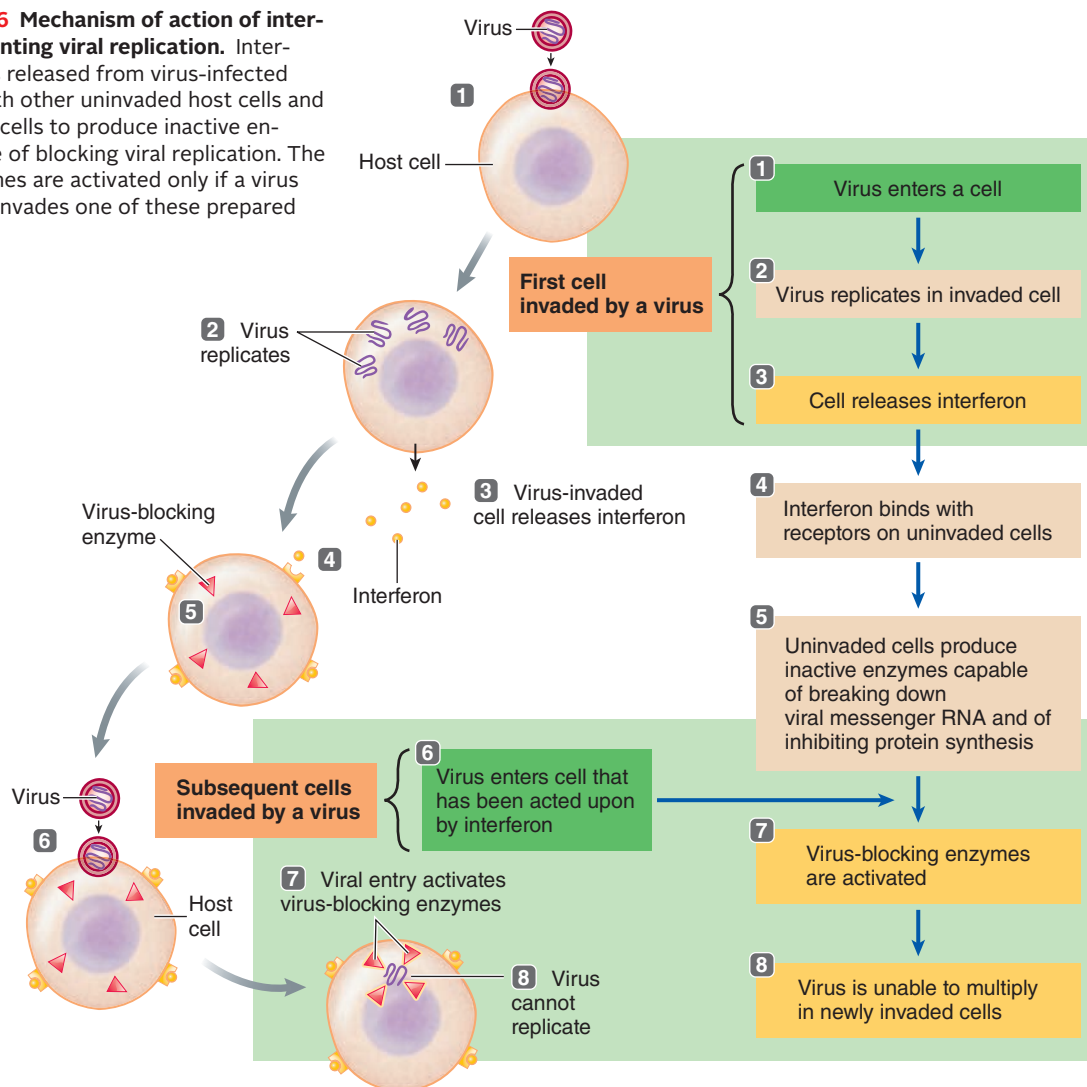 6 Mechanism of action of inter-
nting viral replication. Inter-
released from virus-infected
th other uninvaded host cells and
cells to produce inactive en-
e of blocking viral replication. The
nes are activated only if a virus
invades one of these prepared
Virus
1
Host cell
First cell
invaded by a virus
1
Virus enters a cell
2
Virus replicates in invaded cell
3
Cell releases interferon
2 Virus
replicates
3 Virus-invaded
cell releases interferon
Interferon
Virus-blocking
enzyme
4
5
4
Interferon binds with
receptors on uninvaded cells
5
Uninvaded cells produce
inactive enzymes capable
of breaking down
viral messenger RNA and of
inhibiting protein synthesis
Virus
6
Host
cell
Subsequent cells
invaded by a virus
6
Virus enters cell that
has been acted upon
by interferon
7
Virus-blocking enzymes
are activated
8
Virus is unable to multiply
in newly invaded cells
7 Viral entry activates
virus-blocking enzymes
8 Virus
cannot
replicate